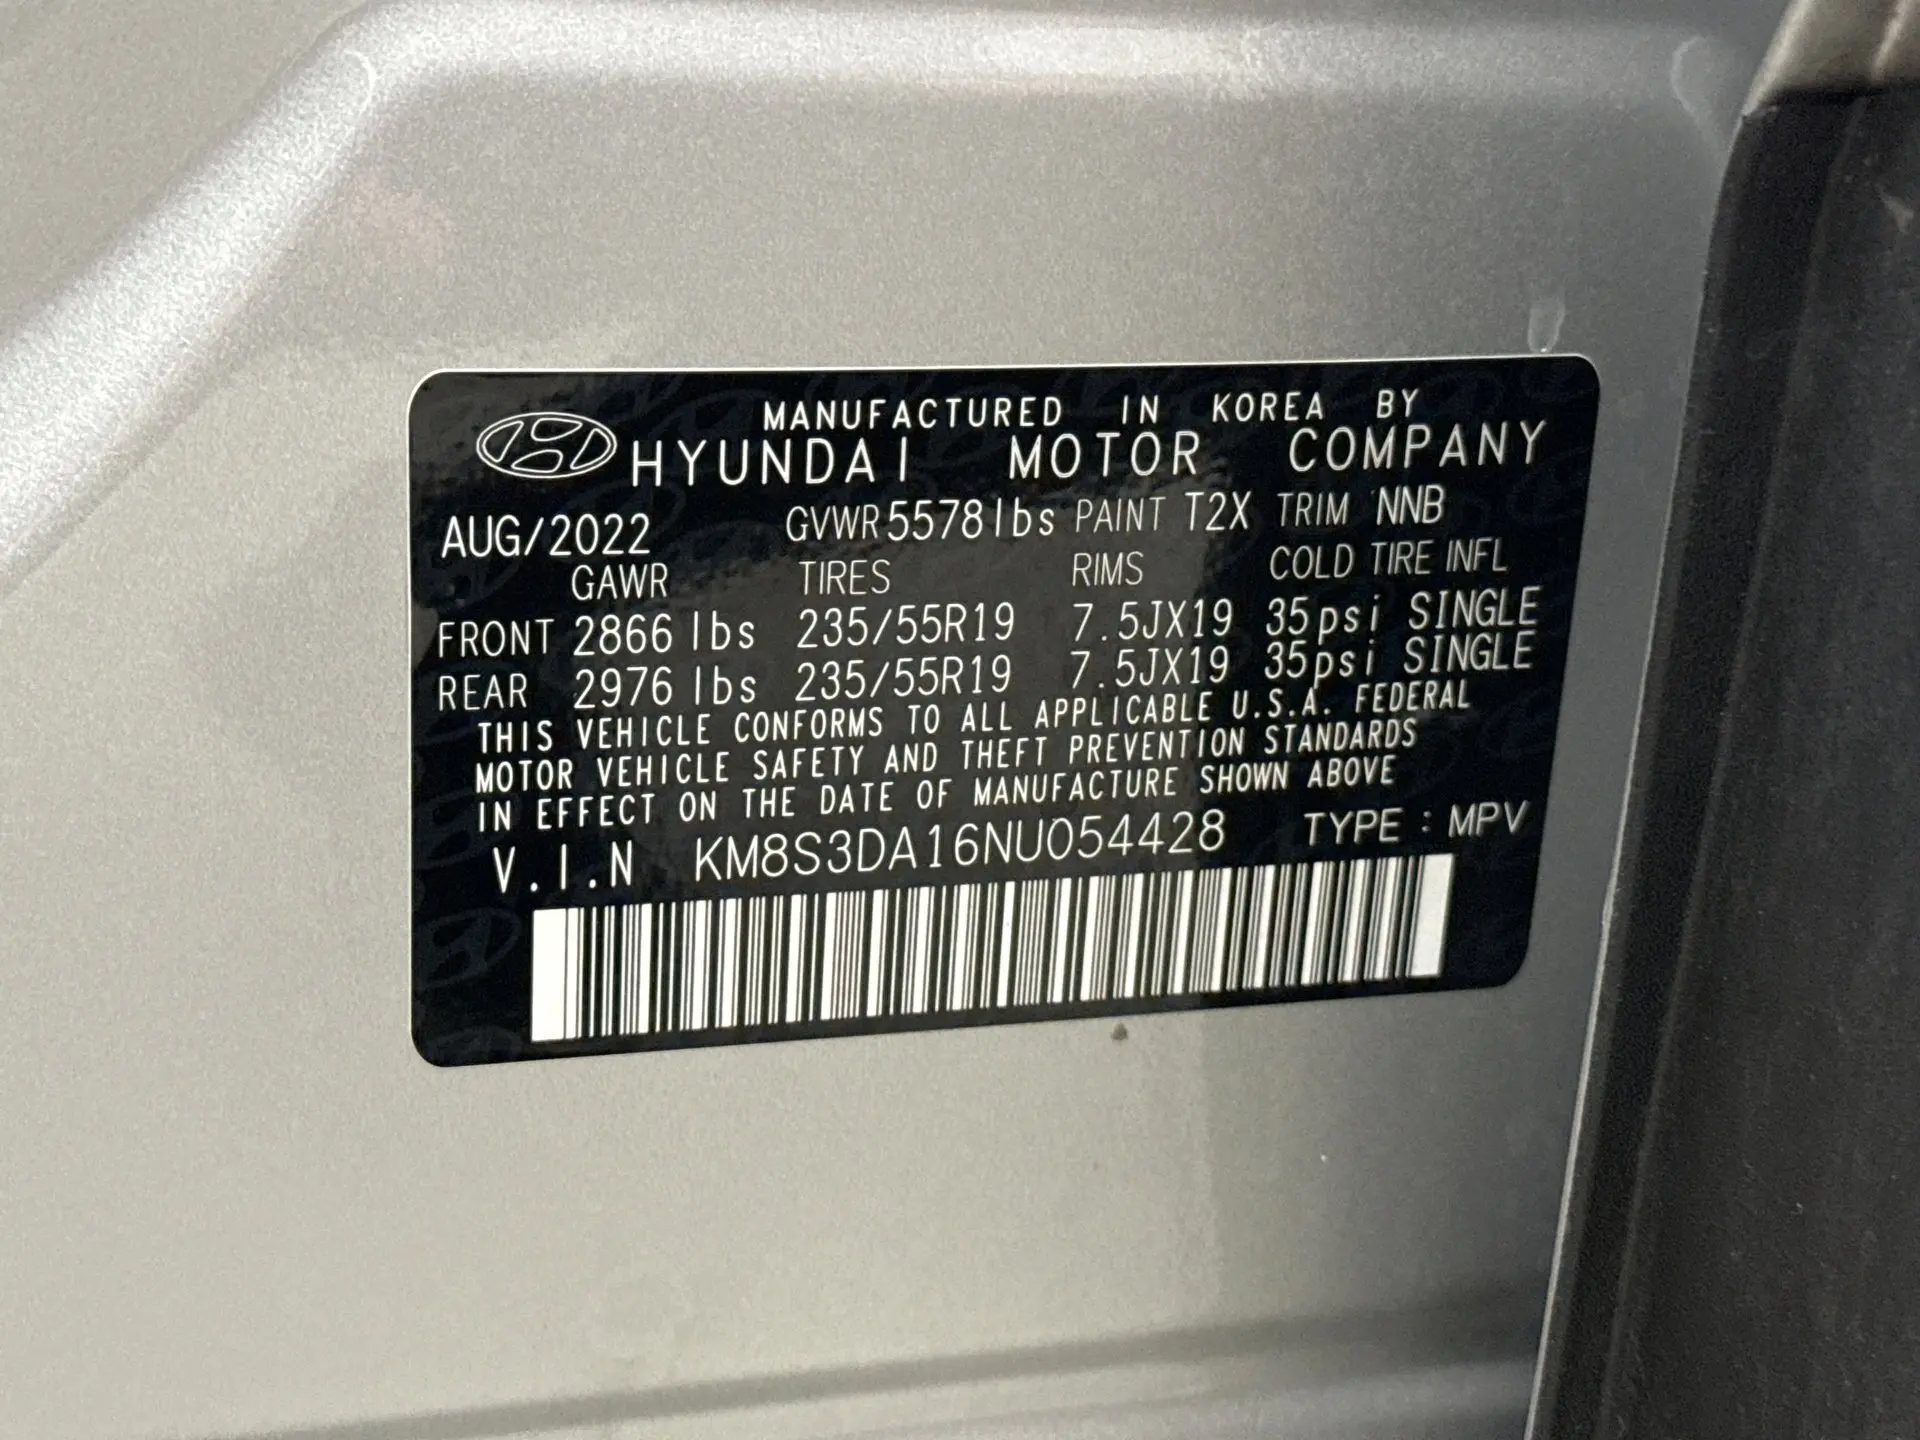 MANUFACTURED IN KOREA BY
HYUNDAI MOTOR COMPANY
AUG/2022 GVWR 5578 lbs PAINT T2X TRIM NNB
GAWR TIRES RIMS COLD TIRE INFL
FRONT 2866 lbs 235/55R19 7.5JX19 35psi SINGLE
REAR 2976 lbs 235/55R19 7.5JX19 35psi SINGLE
THIS VEHICLE CONFORMS TO ALL APPLICABLE U.S.A. FEDERAL
MOTOR VEHICLE SAFETY AND THEFT PREVENTION STANDARDS
IN EFFECT ON THE DATE OF MANUFACTURE SHOWN ABOVE
V.I.N KM8S3DA16NU054428 TYPE : MPV